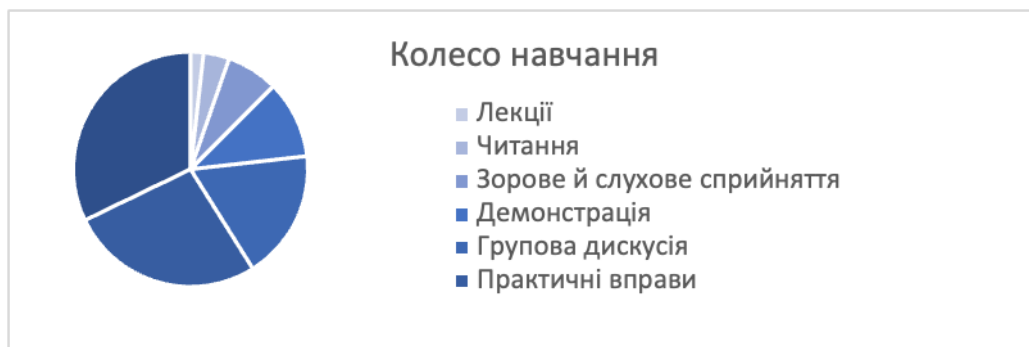 Колесо навчання
Лекції
Читання
Зорове й слухове сприйняття
Демонстрація
Групова дискусія
Практичні вправи